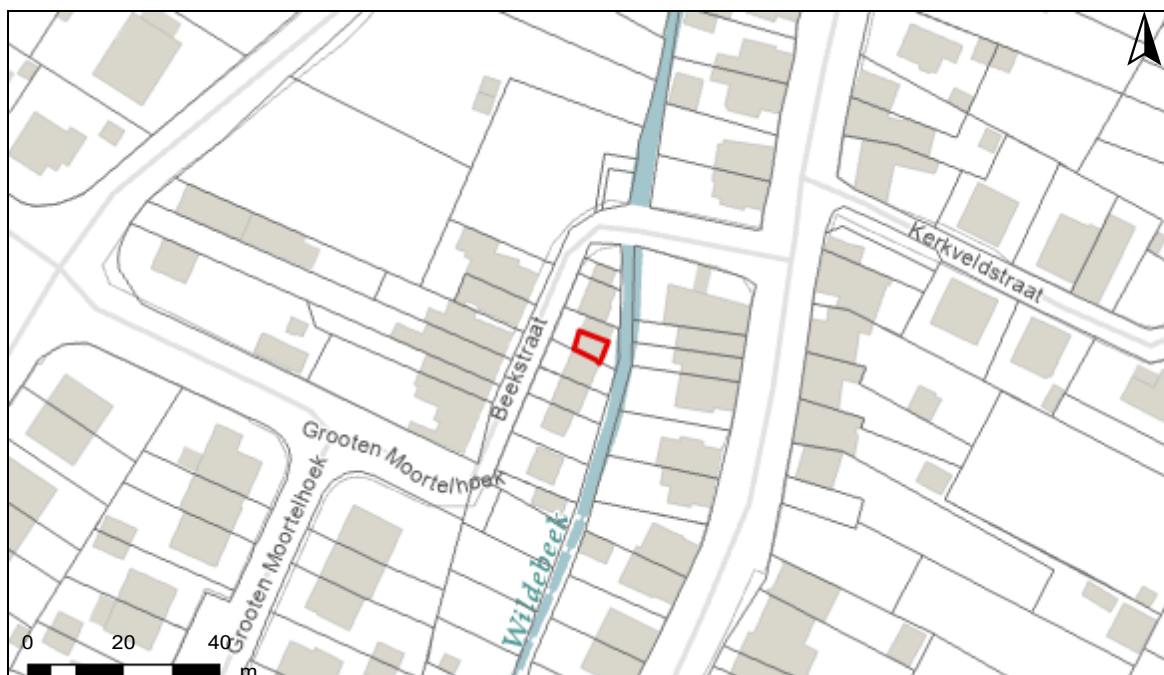 Kerkveldstraat
Beekstraat
Grooten Moortelhoek
Grooten Moortelhoek
Wildebeek
0 20 40
m